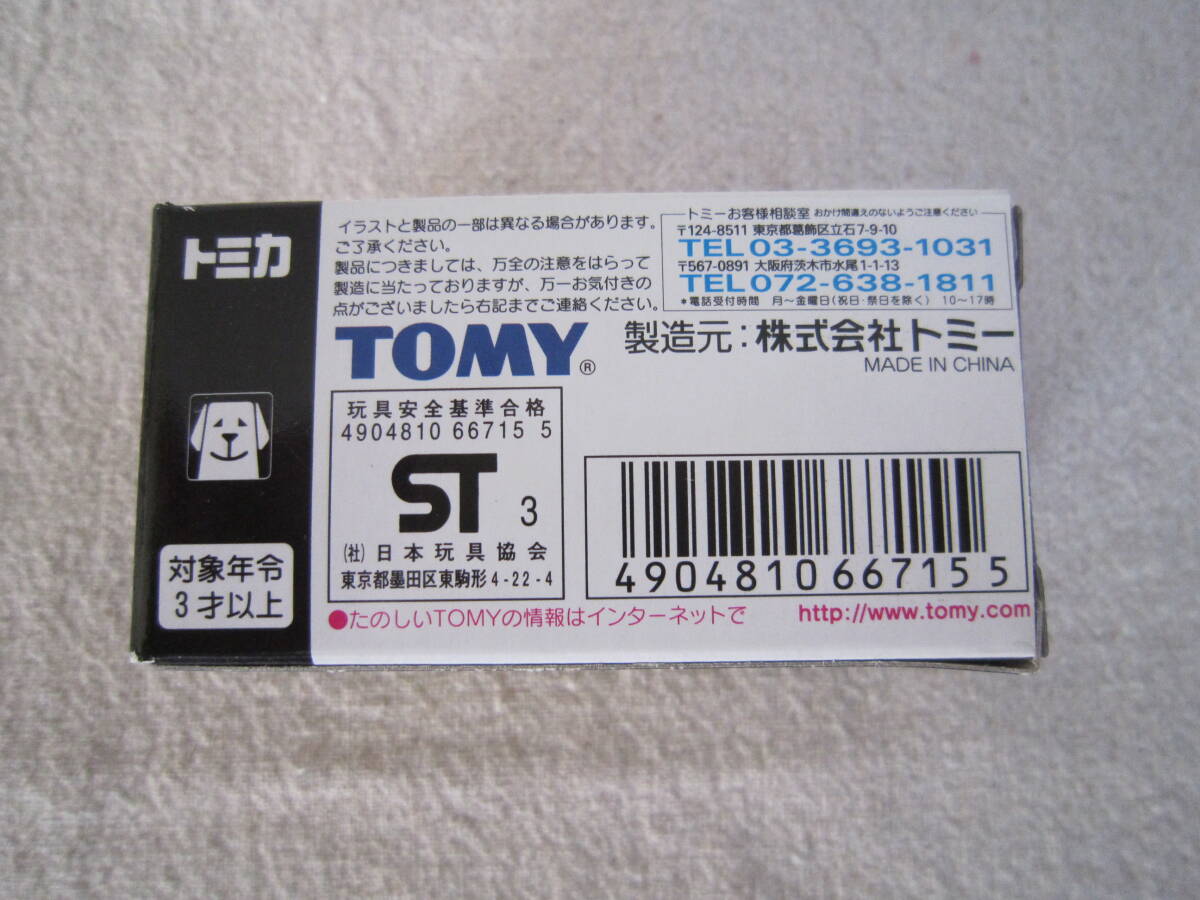 トミカ
対象年令
3才以上
イラストと製品の一部は異なる場合があります。
ご了承ください。
製品につきましては、万全の注意をはらって
製造に当たっておりますが、万一お気付きの
点がございましたら右記までご連絡ください。
トミーお客様相談室 おかけ間違えのないようご注意ください
〒124-8511 東京都葛飾区立石7-9-10
TEL 03-3693-1031
〒567-0891 大阪府茨木市水尾1-1-13
TEL 072-638-1811
*電話受付時間 月〜金曜日(祝日・祭日を除く) 10〜17時
TOMY®
製造元:株式会社トミー
MADE IN CHINA
玩具安全基準合格
4904810 66715 5
ST 3
(社)日本玩具協会
東京都墨田区東駒形4-22-4
4904810667155
●たのしいTOMYの情報はインターネットで http://www.tomy.com